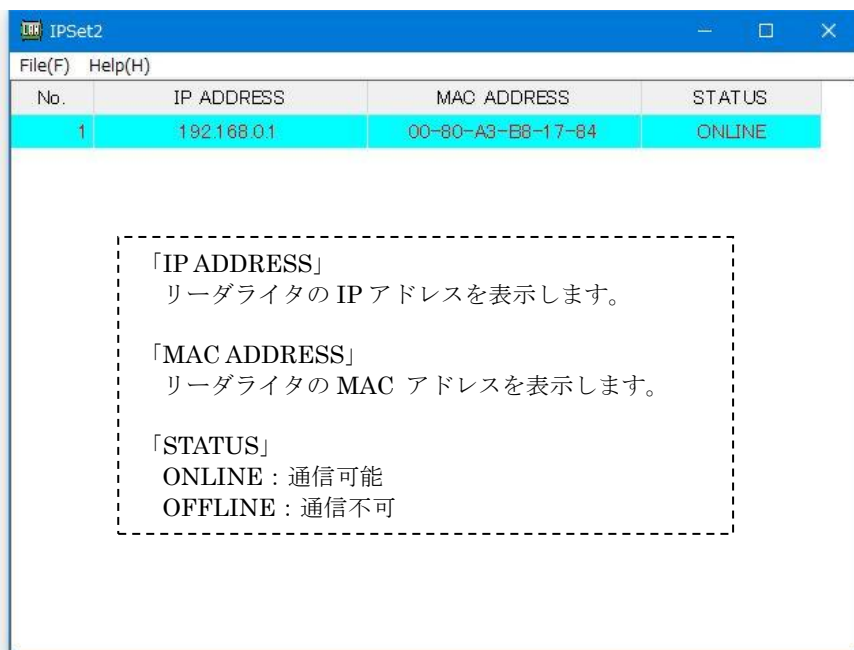 IPSet2
File(F) Help(H)
No. IP ADDRESS MAC ADDRESS STATUS
1 192.168.0.1 00-80-A3-B8-17-84 ONLINE
「IP ADDRESS」
リーダライタの IP アドレスを表示します。
「MAC ADDRESS」
リーダライタの MAC アドレスを表示します。
「STATUS」
ONLINE：通信可能
OFFLINE：通信不可